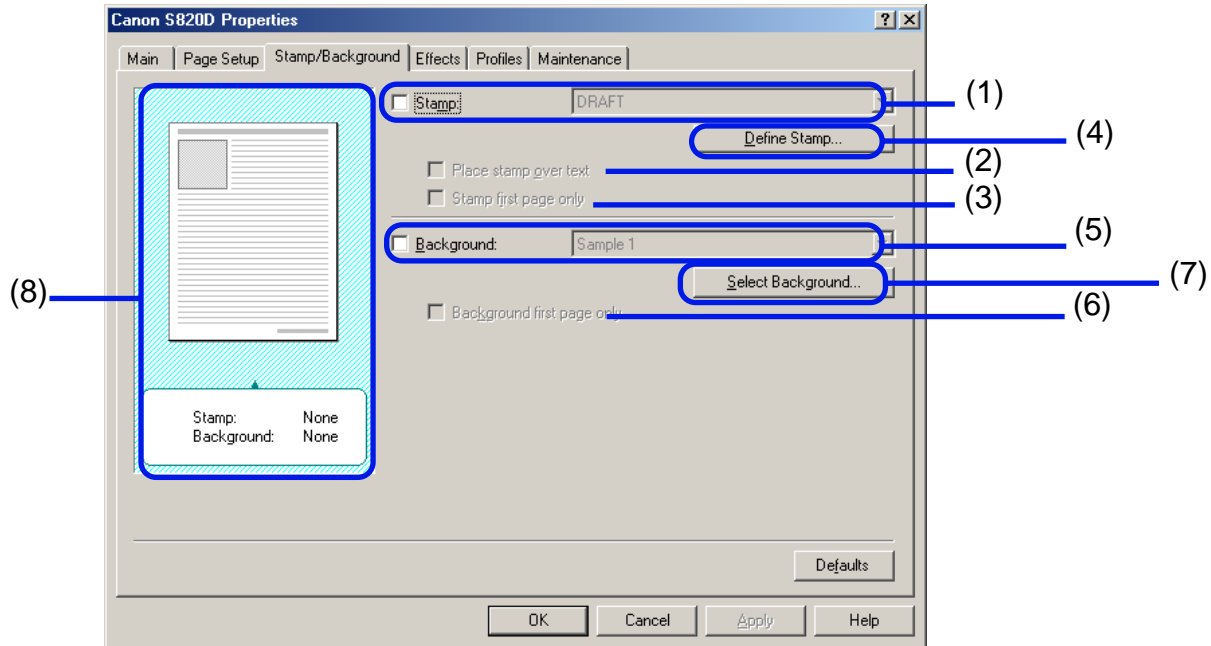 Canon S820D Properties
Main Page Setup Stamp/Background Effects Profiles Maintenance
Stamp: DRAFT (1)
Define Stamp... (4)
Place stamp over text (2)
Stamp first page only (3)
Background: Sample 1 (5)
Select Background... (7)
(8)
Background first page only (6)
Stamp: None
Background: None
Defaults
OK Cancel Apply Help